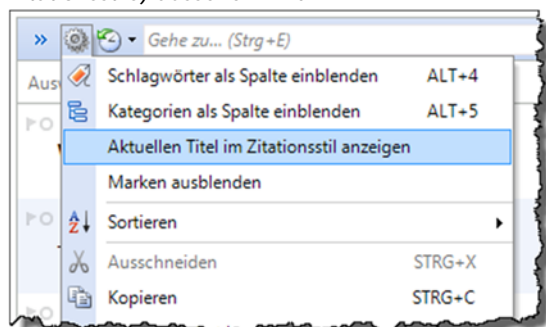 » Gehe zu... (Strg+E)
Schlagwörter als Spalte einblenden ALT+4
Kategorien als Spalte einblenden ALT+5
Aktuellen Titel im Zitationsstil anzeigen
Marken ausblenden
Sortieren
Ausschneiden STRG+X
Kopieren STRG+C